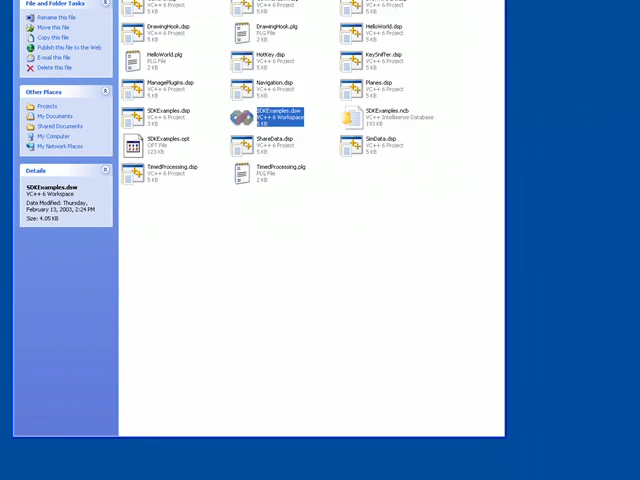 File and Folder Tasks
Rename this file
Move this file
Copy this file
Publish this file to the Web
E-mail this file
Delete this file
Other Places
Projects
My Documents
Shared Documents
My Computer
My Network Places
Details
SDKExamples.dsw
VC++ 6 Workspace
Date Modified: Thursday,
February 13, 2003, 2:24 PM
Size: 4.05 KB
VC++ 6 Project
5 KB
VC++ 6 Project
5 KB
VC++ 6 Project
5 KB
DrawingHook.dsp
VC++ 6 Project
5 KB
DrawingHook.plg
PLG File
2 KB
HelloWorld.dsp
VC++ 6 Project
5 KB
HelloWorld.plg
PLG File
2 KB
HotKey.dsp
VC++ 6 Project
5 KB
KeySniffer.dsp
VC++ 6 Project
5 KB
ManagePlugins.dsp
VC++ 6 Project
5 KB
Navigation.dsp
VC++ 6 Project
5 KB
Planes.dsp
VC++ 6 Project
5 KB
SDKExamples.dsp
VC++ 6 Project
3 KB
SDKExamples.dsw
VC++ 6 Workspace
5 KB
SDKExamples.ncb
VC++ Intellisense Database
193 KB
SDKExamples.opt
OPT File
123 KB
ShareData.dsp
VC++ 6 Project
5 KB
SimData.dsp
VC++ 6 Project
5 KB
TimedProcessing.dsp
VC++ 6 Project
5 KB
TimedProcessing.plg
PLG File
2 KB